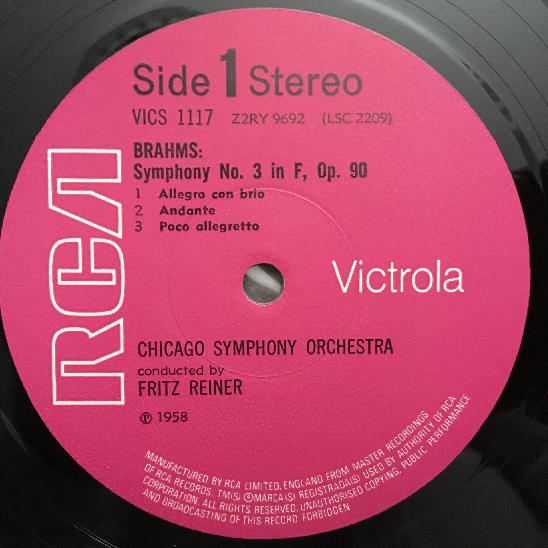 Side 1 Stereo
VICS 1117 Z2RY 9692 (LSC 2209)
BRAHMS:
Symphony No. 3 in F, Op. 90
1 Allegro con brio
2 Andante
3 Poco allegretto
RCA
Victrola
CHICAGO SYMPHONY ORCHESTRA
conducted by
FRITZ REINER
℗ 1958
MANUFACTURED BY RCA LIMITED, ENGLAND FROM MASTER RECORDINGS
OF RCA RECORDS. TM(S) ® MARCA(S) REGISTRADA(S) USED BY AUTHORITY OF RCA
CORPORATION. ALL RIGHTS RESERVED. UNAUTHORISED COPYING, PUBLIC PERFORMANCE
AND BROADCASTING OF THIS RECORD FORBIDDEN